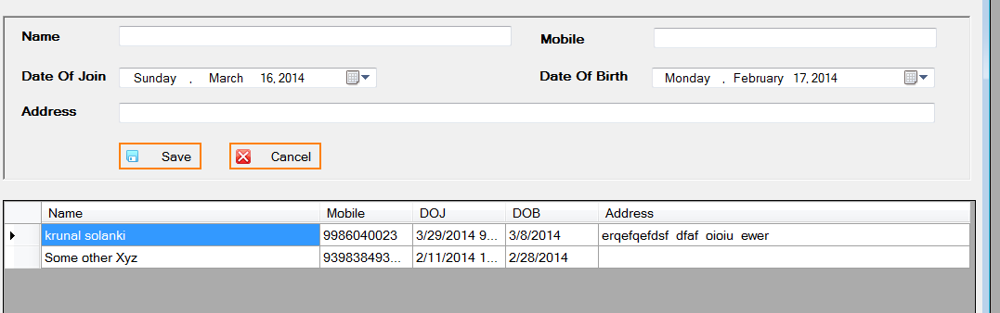 Name Mobile
Date Of Join Sunday , March 16, 2014 Date Of Birth Monday , February 17, 2014
Address
Save Cancel
Name Mobile DOJ DOB Address
krunal solanki 9986040023 3/29/2014 9... 3/8/2014 erqefqefdsf dfaf oioiu ewer
Some other Xyz 939838493... 2/11/2014 1... 2/28/2014